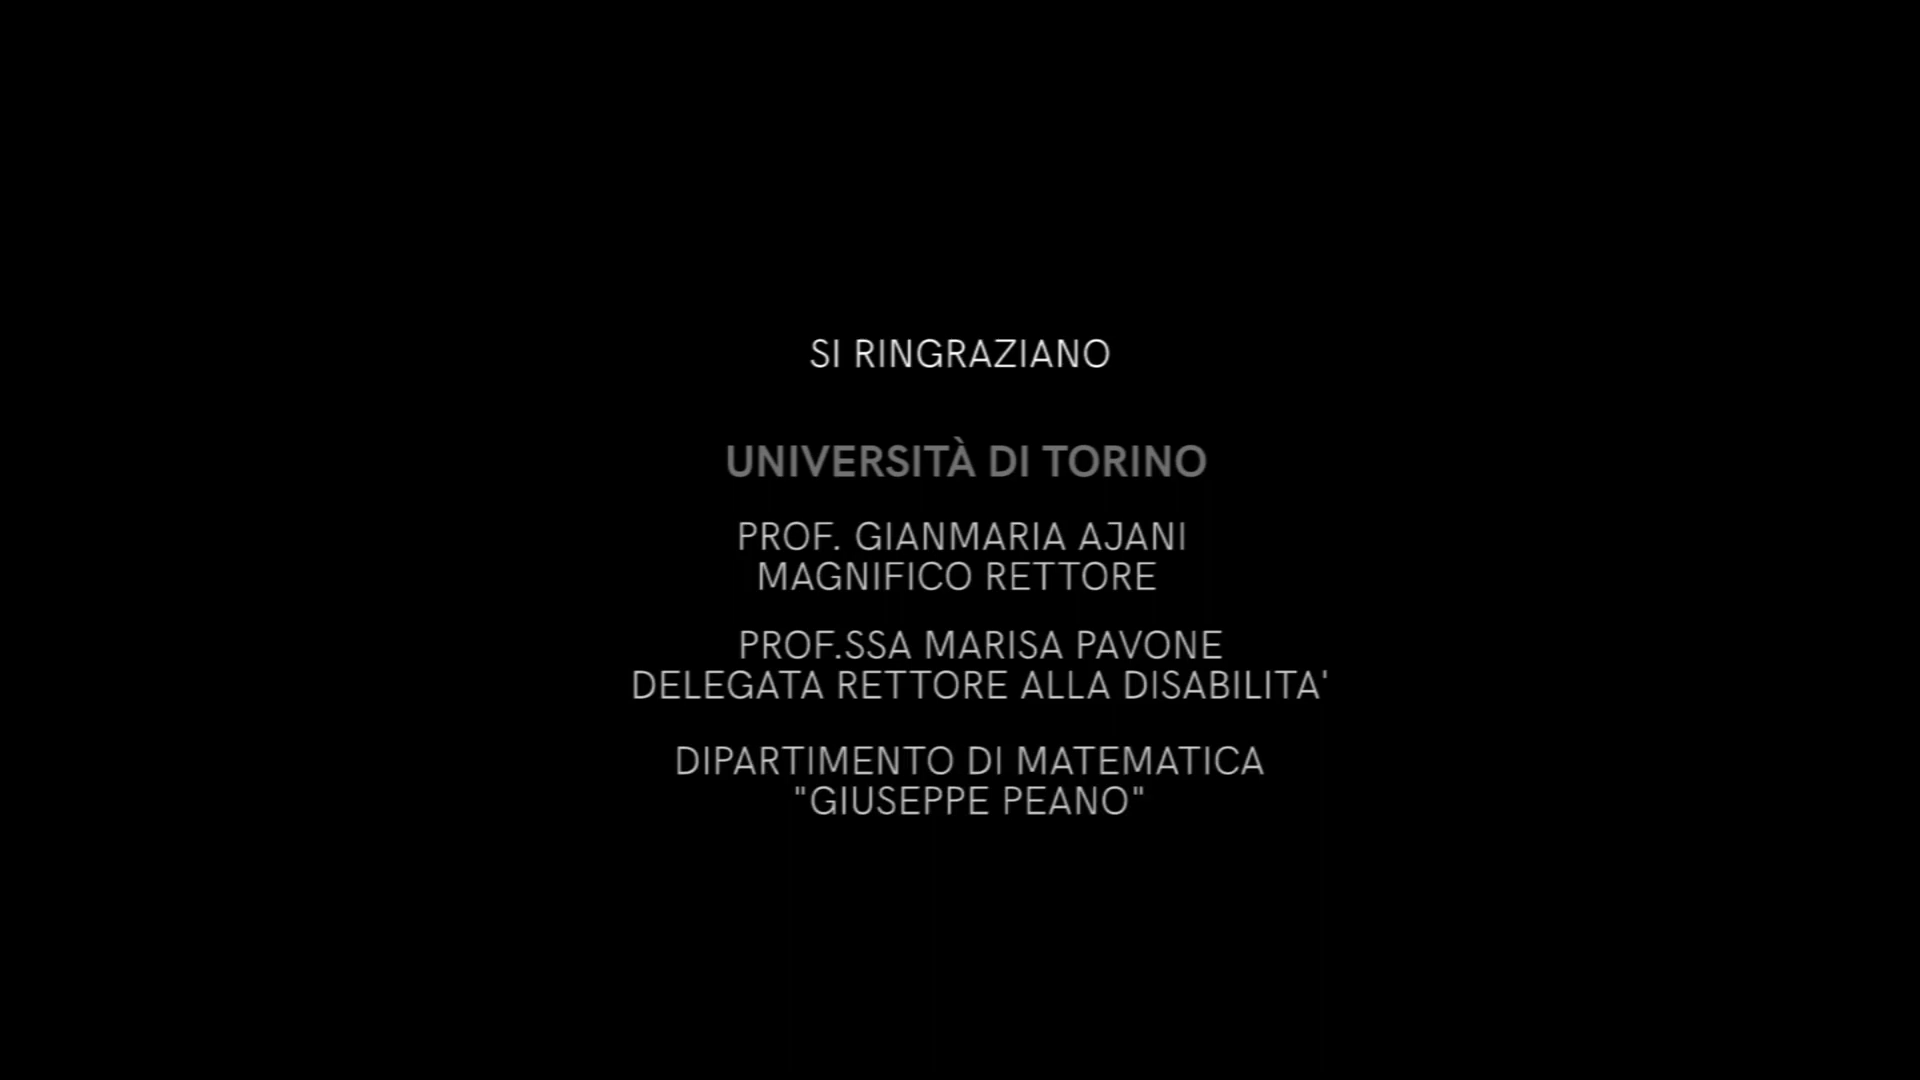 SI RINGRAZIANO
UNIVERSITÀ DI TORINO
PROF. GIANMARIA AJANI
MAGNIFICO RETTORE
PROF.SSA MARISA PAVONE
DELEGATA RETTORE ALLA DISABILITA'
DIPARTIMENTO DI MATEMATICA
"GIUSEPPE PEANO"